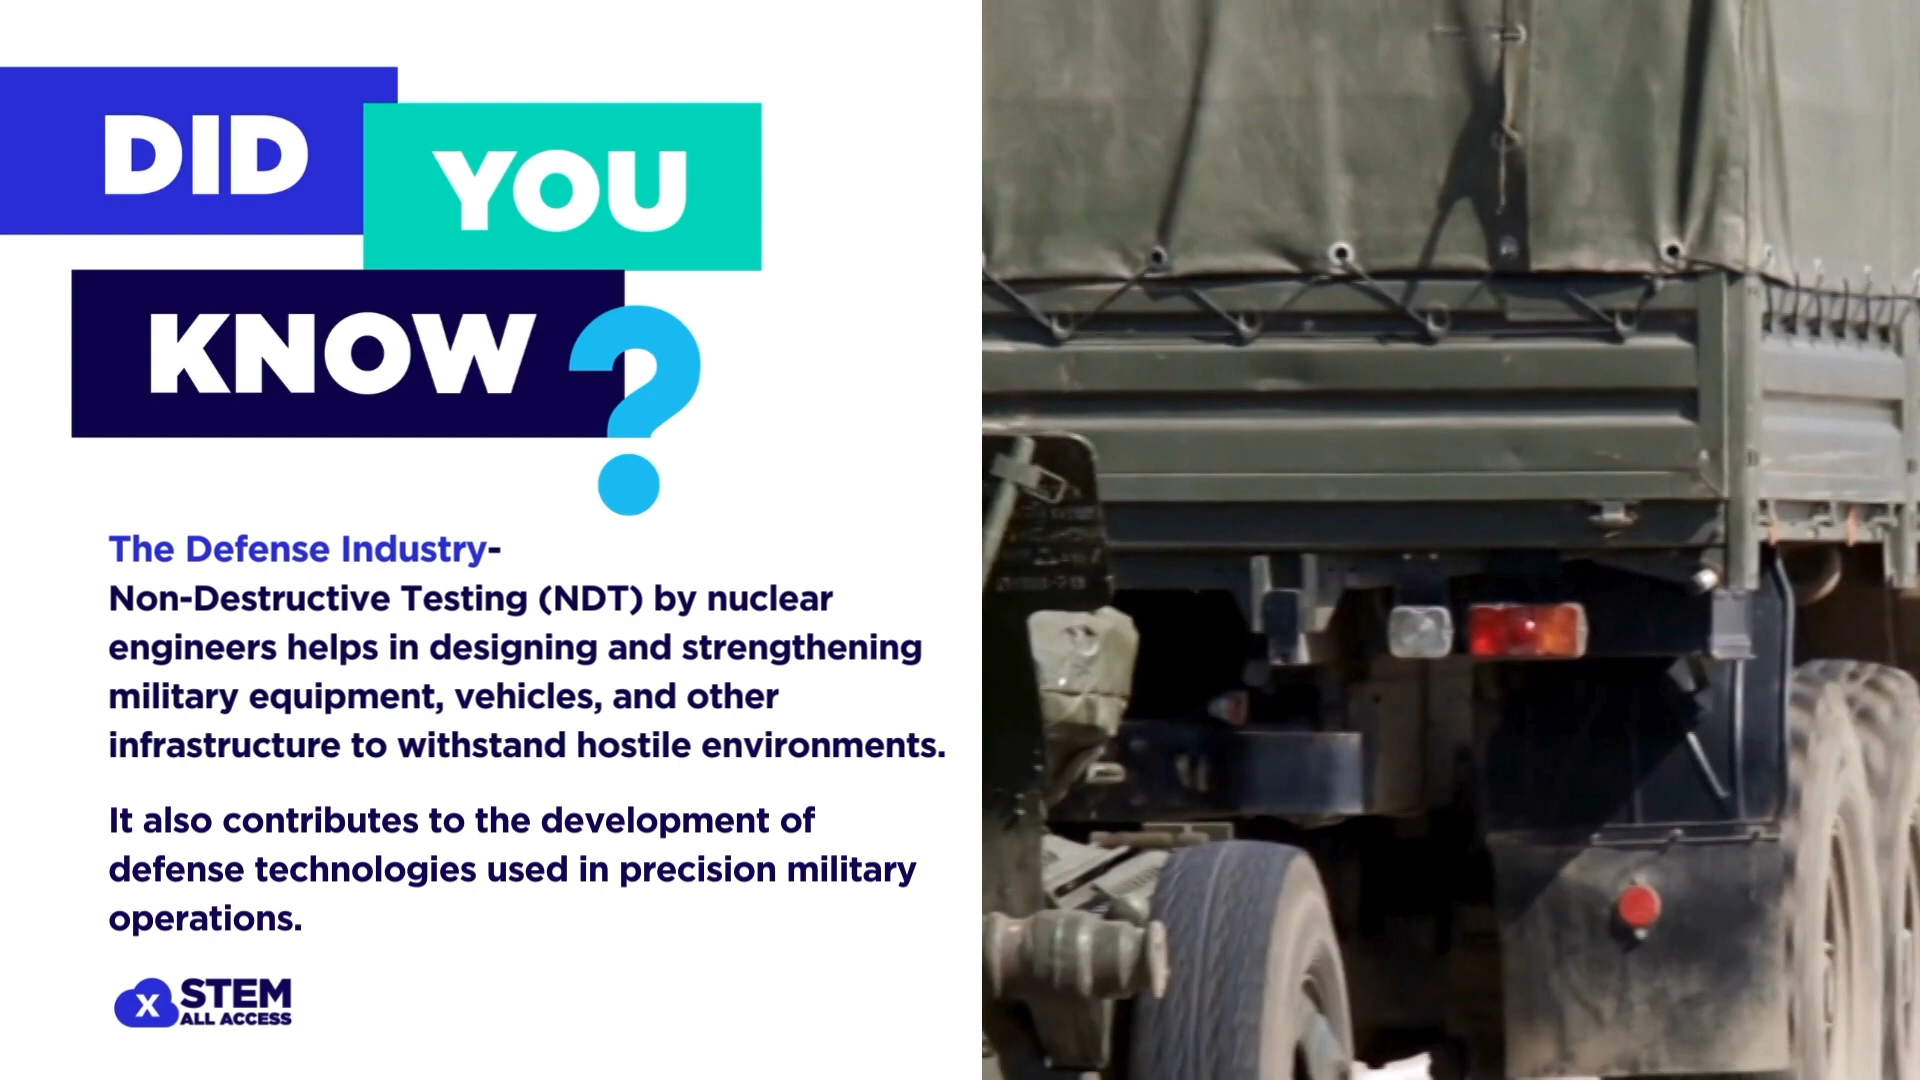 DID
YOU
KNOW?
The Defense Industry-
Non-Destructive Testing (NDT) by nuclear
engineers helps in designing and strengthening
military equipment, vehicles, and other
infrastructure to withstand hostile environments.
It also contributes to the development of
defense technologies used in precision military
operations.
X STEM
ALL ACCESS